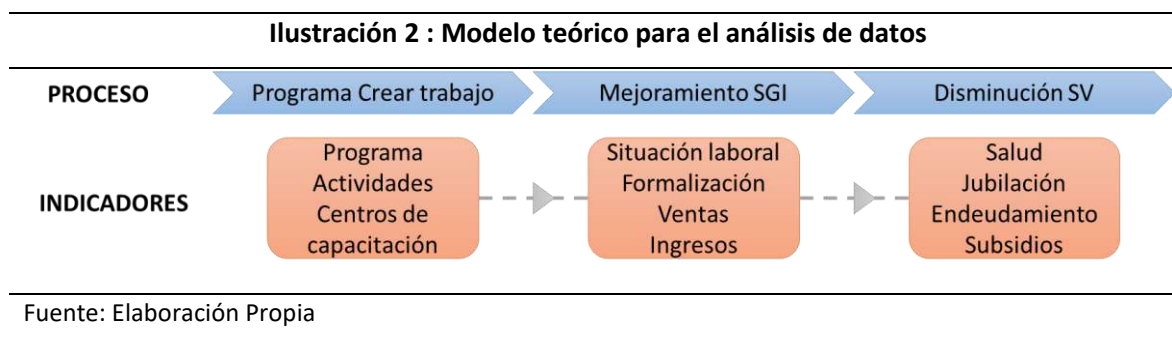 Ilustración 2 : Modelo teórico para el análisis de datos
PROCESO
Programa Crear trabajo
Mejoramiento SGI
Disminución SV
INDICADORES
Programa
Actividades
Centros de
capacitación
Situación laboral
Formalización
Ventas
Ingresos
Salud
Jubilación
Endeudamiento
Subsidios
Fuente: Elaboración Propia